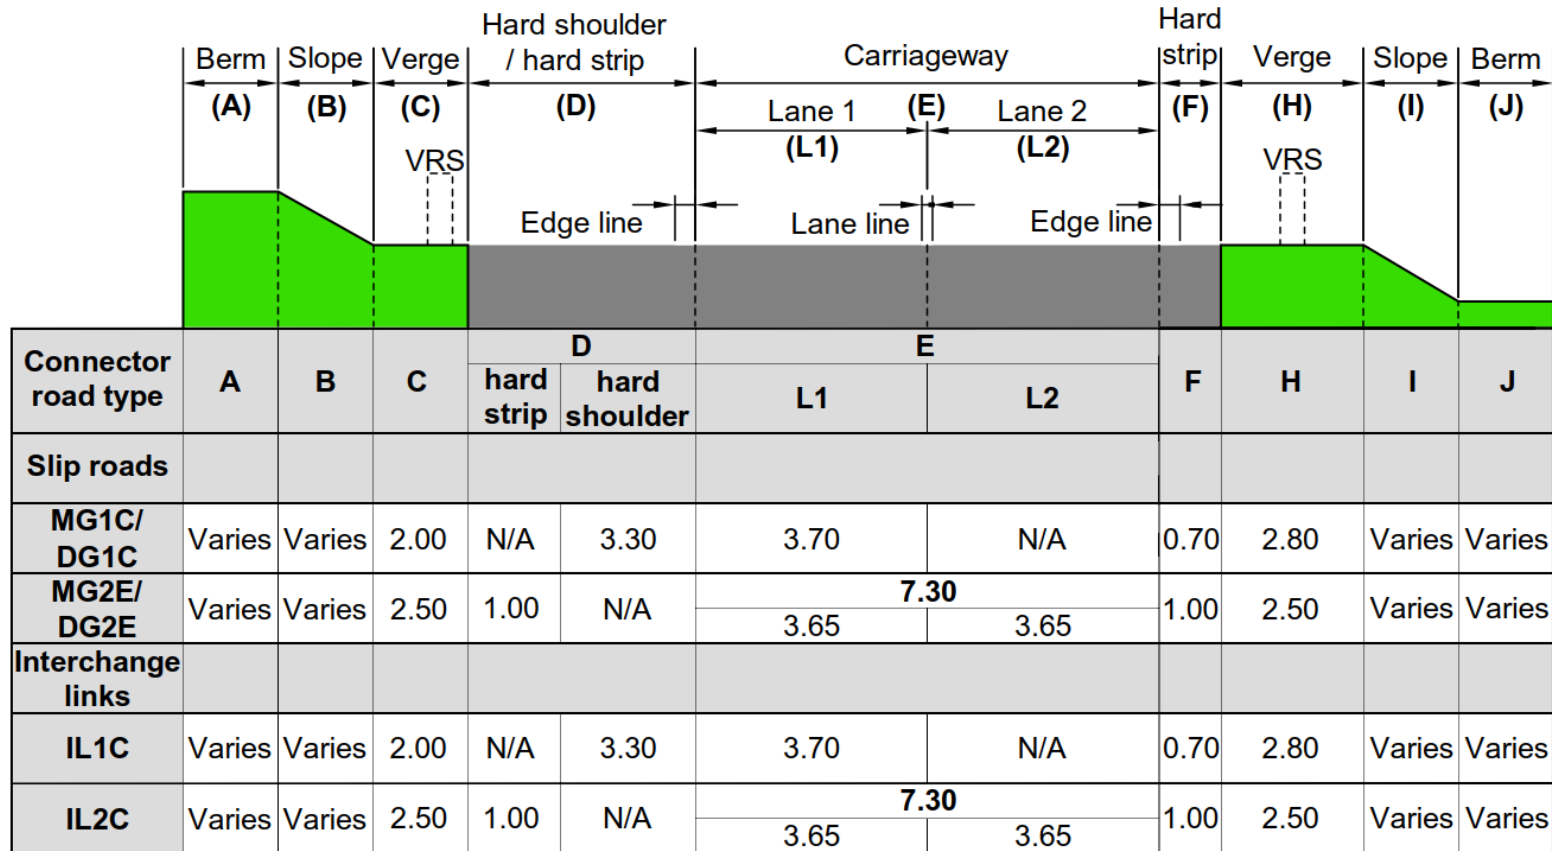 Hard shoulder / hard strip
Hard strip
Berm Slope Verge Carriageway Verge Slope Berm
(A) (B) (C) (D) (E) (F) (H) (I) (J)
Lane 1 Lane 2
(L1) (L2)
VRS VRS
Edge line Lane line Edge line
Connector road type A B C D E F H I J
hard strip hard shoulder L1 L2
Slip roads
MG1C/ DG1C Varies Varies 2.00 N/A 3.30 3.70 N/A 0.70 2.80 Varies Varies
MG2E/ DG2E Varies Varies 2.50 1.00 N/A 7.30 3.65 3.65 1.00 2.50 Varies Varies
Interchange links
IL1C Varies Varies 2.00 N/A 3.30 3.70 N/A 0.70 2.80 Varies Varies
IL2C Varies Varies 2.50 1.00 N/A 7.30 3.65 3.65 1.00 2.50 Varies Varies